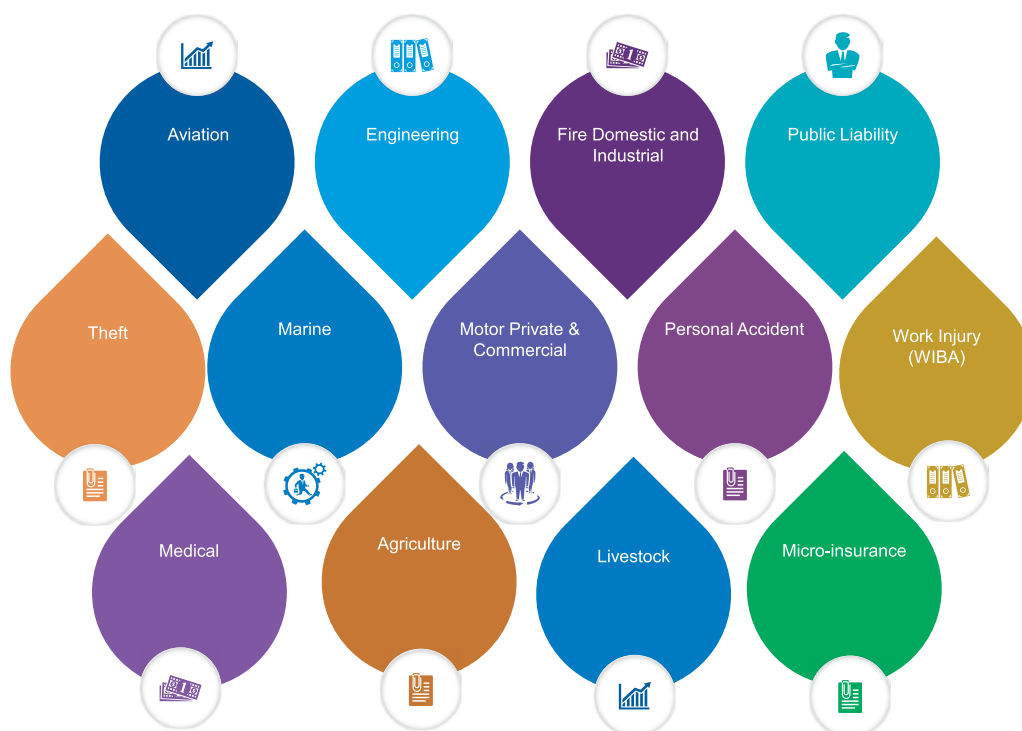 Aviation
Engineering
Fire Domestic and
Industrial
Public Liability
Theft
Marine
Motor Private &
Commercial
Personal Accident
Work Injury
(WIBA)
Medical
Agriculture
Livestock
Micro-insurance